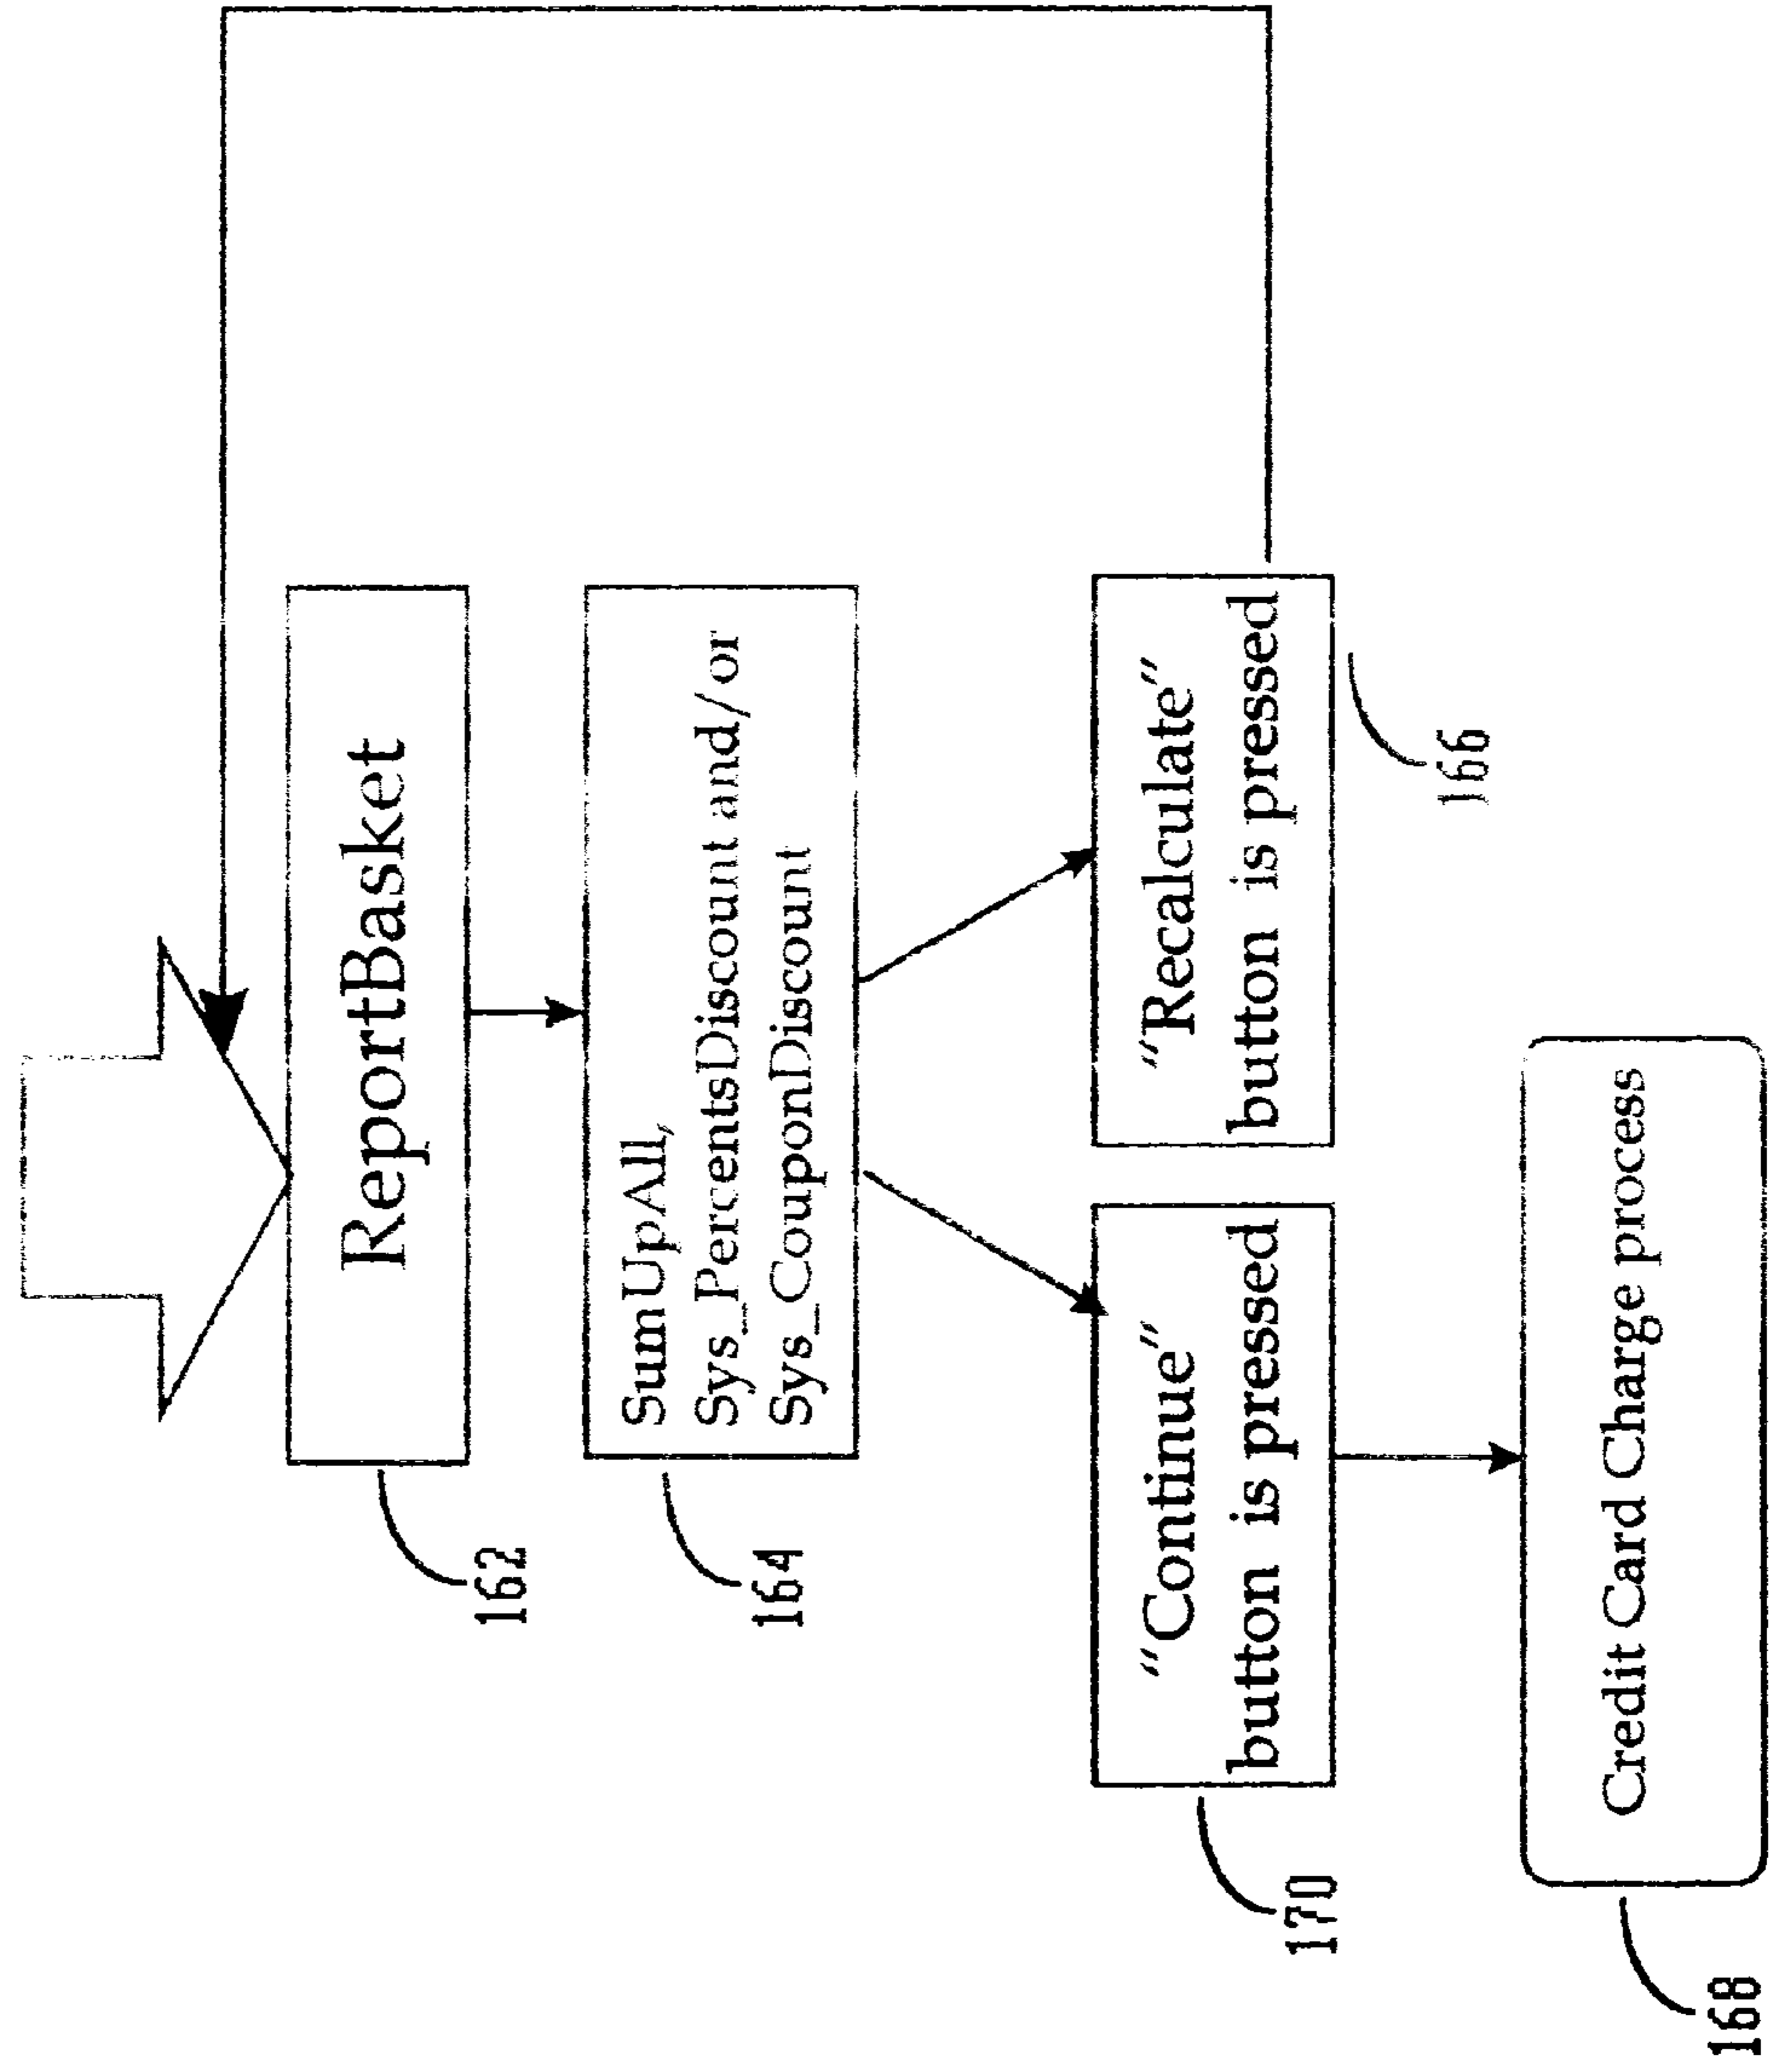 ReportBasket
162
SumUpAll,
Sys_PercentsDiscount and/or
Sys_CouponDiscount
164
"Continue"
button is pressed
170
"Recalculate"
button is pressed
166
Credit Card Charge process
168